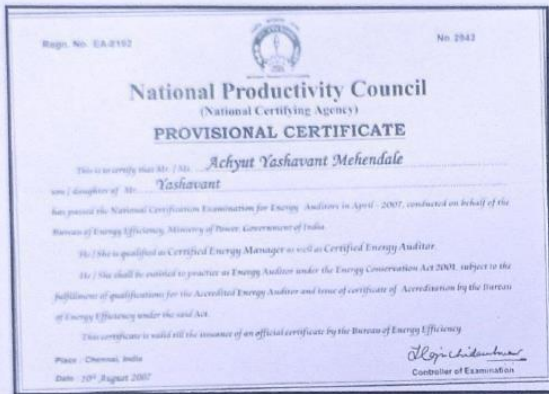 Regn. No. EA-8192
No 2842
National Productivity Council
(National Certifying Agency)
PROVISIONAL CERTIFICATE
This is to certify that Mr. / Ms. Achyut Yashavant Mehendale
son / daughter of Mr. Yashavant
has passed the National Certification Examination for Energy Auditors in April - 2007, conducted on behalf of the
Bureau of Energy Efficiency, Ministry of Power, Government of India.
He / She is qualified as Certified Energy Manager as well as Certified Energy Auditor.
He / She shall be entitled to practice as Energy Auditor under the Energy Conservation Act 2001, subject to the
fulfillment of qualifications for the Accredited Energy Auditor and issue of certificate of Accreditation by the Bureau
of Energy Efficiency under the said Act.
This certificate is valid till the issuance of an official certificate by the Bureau of Energy Efficiency.
Place : Chennai, India
Date : 10th August 2007
Controller of Examination